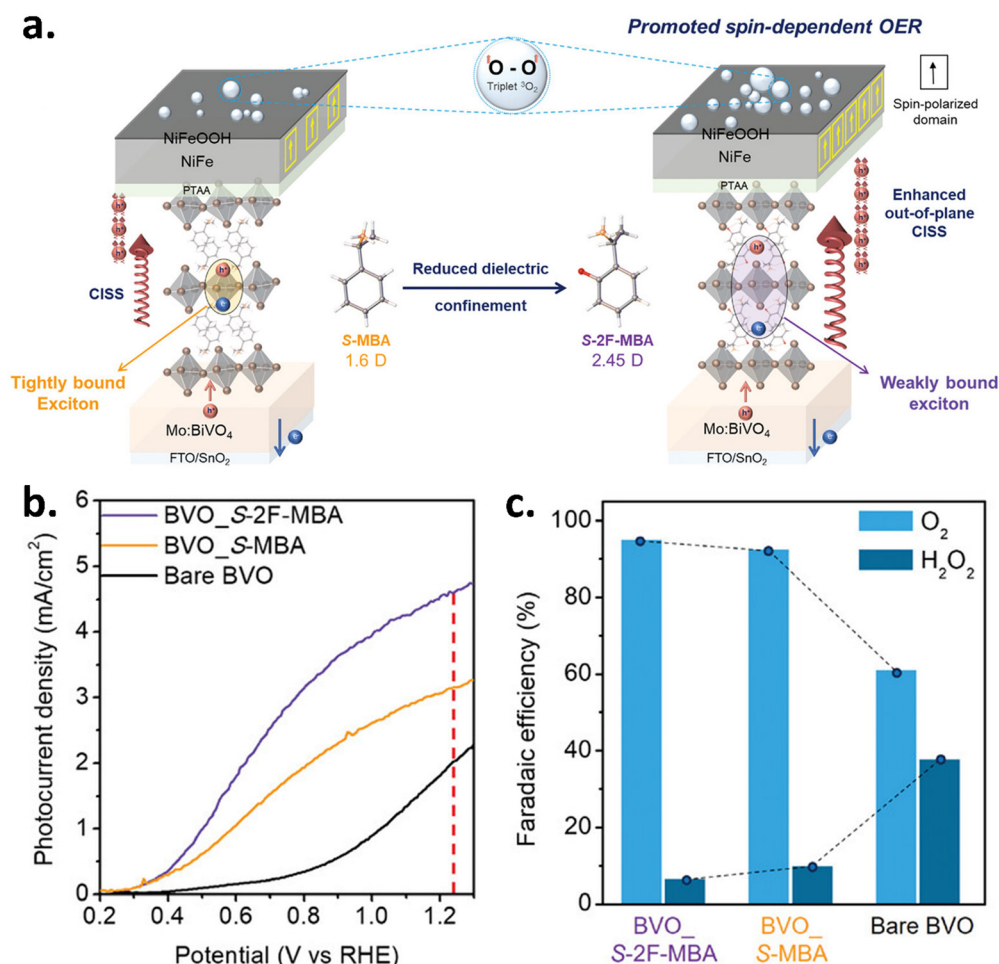 a.
Promoted spin-dependent OER
O - O
Triplet ³O₂
Spin-polarized
domain
NiFeOOH
NiFe
PTAA
h⁺
h⁺
h⁺
h⁺
CISS
h⁺
e⁻
Tightly bound
Exciton
h⁺
Mo:BiVO₄
e⁻
FTO/SnO₂
S-MBA
1.6 D
Reduced dielectric
confinement
S-2F-MBA
2.45 D
NiFeOOH
NiFe
PTAA
h⁺
h⁺
h⁺
h⁺
Enhanced
out-of-plane
CISS
h⁺
e⁻
Weakly bound
exciton
h⁺
Mo:BiVO₄
e⁻
FTO/SnO₂
b.
BVO_S-2F-MBA
BVO_S-MBA
Bare BVO
Photocurrent density (mA/cm²)
6
5
4
3
2
1
0
0.2 0.4 0.6 0.8 1.0 1.2
Potential (V vs RHE)
c.
O₂
H₂O₂
Faradaic efficiency (%)
100
80
60
40
20
0
BVO_
S-2F-MBA
BVO_
S-MBA
Bare BVO